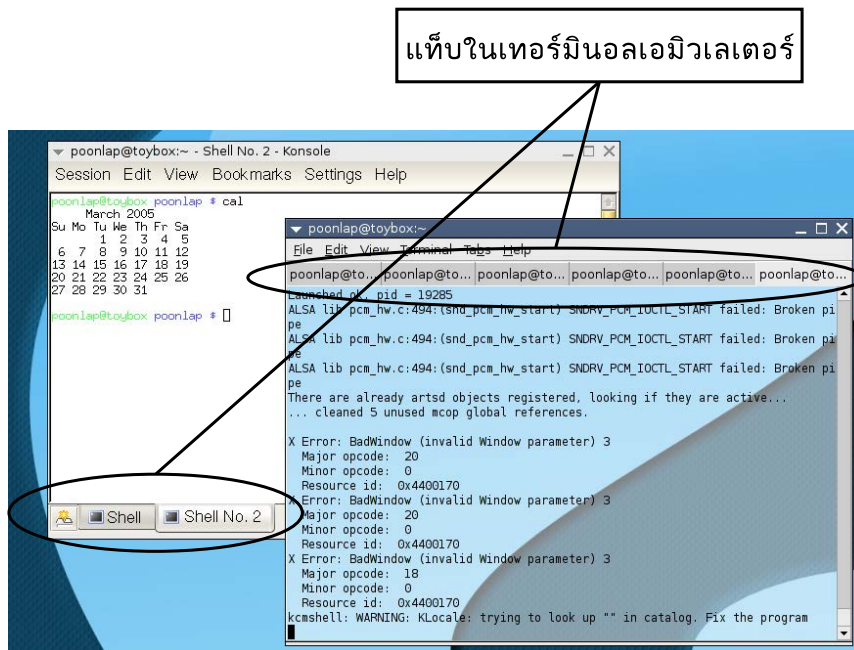 แท็บในเทอร์มินอลเอมิวเลเตอร์
poonlap@toybox:~ - Shell No. 2 - Konsole
Session Edit View Bookmarks Settings Help
poonlap@toybox poonlap $ cal
March 2005
Su Mo Tu We Th Fr Sa
1 2 3 4 5
6 7 8 9 10 11 12
13 14 15 16 17 18 19
20 21 22 23 24 25 26
27 28 29 30 31
poonlap@toybox poonlap $
Shell Shell No. 2
poonlap@toybox:~
File Edit View Terminal Tabs Help
poonlap@to... poonlap@to... poonlap@to... poonlap@to... poonlap@to... poonlap@to...
Launched ok, pid = 19285
ALSA lib pcm_hw.c:494:(snd_pcm_hw_start) SNDRV_PCM_IOCTL_START failed: Broken pi
pe
ALSA lib pcm_hw.c:494:(snd_pcm_hw_start) SNDRV_PCM_IOCTL_START failed: Broken pi
pe
ALSA lib pcm_hw.c:494:(snd_pcm_hw_start) SNDRV_PCM_IOCTL_START failed: Broken pi
pe
There are already artsd objects registered, looking if they are active...
... cleaned 5 unused mcop global references.
X Error: BadWindow (invalid Window parameter) 3
Major opcode: 20
Minor opcode: 0
Resource id: 0x4400170
X Error: BadWindow (invalid Window parameter) 3
Major opcode: 20
Minor opcode: 0
Resource id: 0x4400170
X Error: BadWindow (invalid Window parameter) 3
Major opcode: 18
Minor opcode: 0
Resource id: 0x4400170
kcmshell: WARNING: KLocale: trying to look up "" in catalog. Fix the program